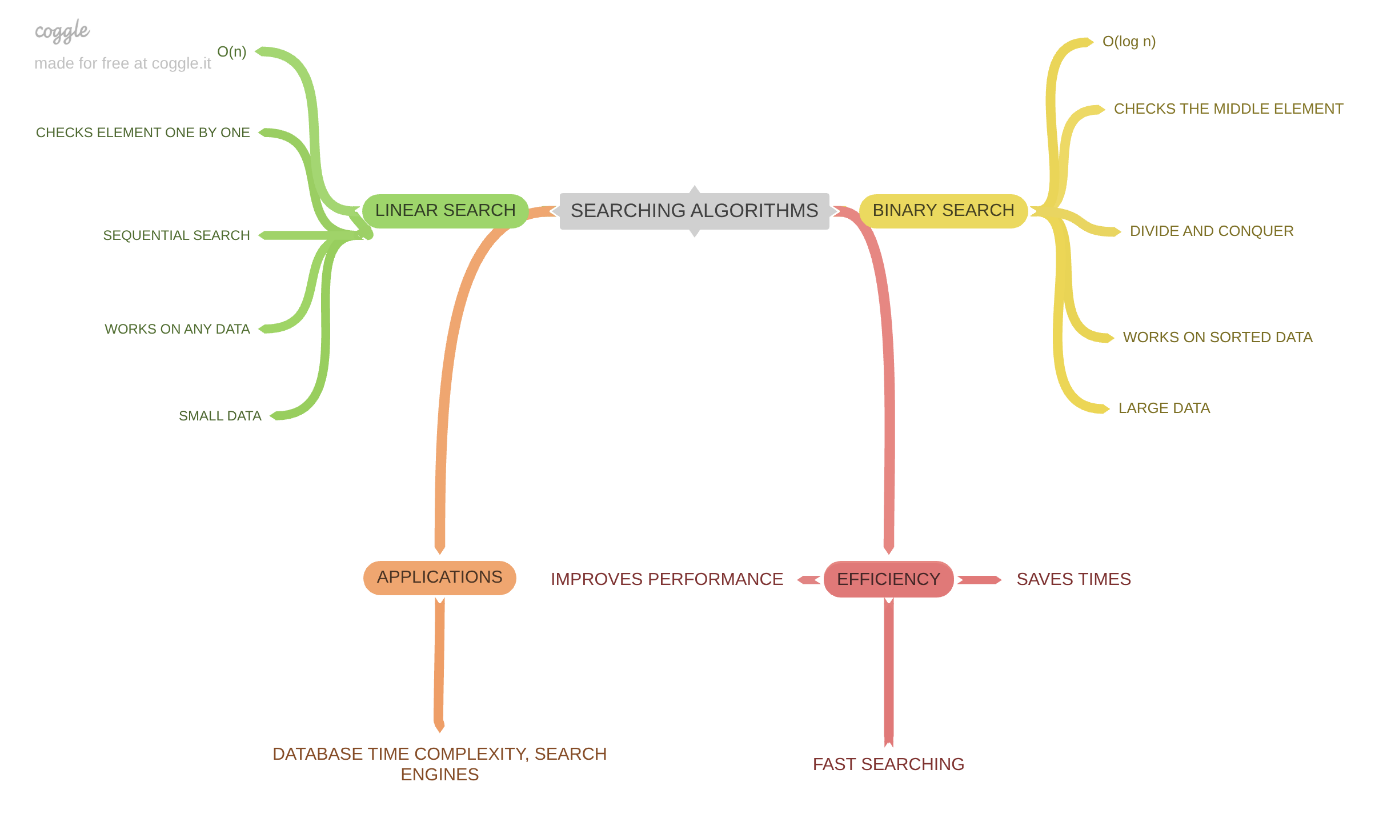 coggle
made for free at coggle.it
O(n)
CHECKS ELEMENT ONE BY ONE
SEQUENTIAL SEARCH
WORKS ON ANY DATA
SMALL DATA
LINEAR SEARCH
SEARCHING ALGORITHMS
BINARY SEARCH
O(log n)
CHECKS THE MIDDLE ELEMENT
DIVIDE AND CONQUER
WORKS ON SORTED DATA
LARGE DATA
APPLICATIONS
DATABASE TIME COMPLEXITY, SEARCH
ENGINES
IMPROVES PERFORMANCE
EFFICIENCY
SAVES TIMES
FAST SEARCHING